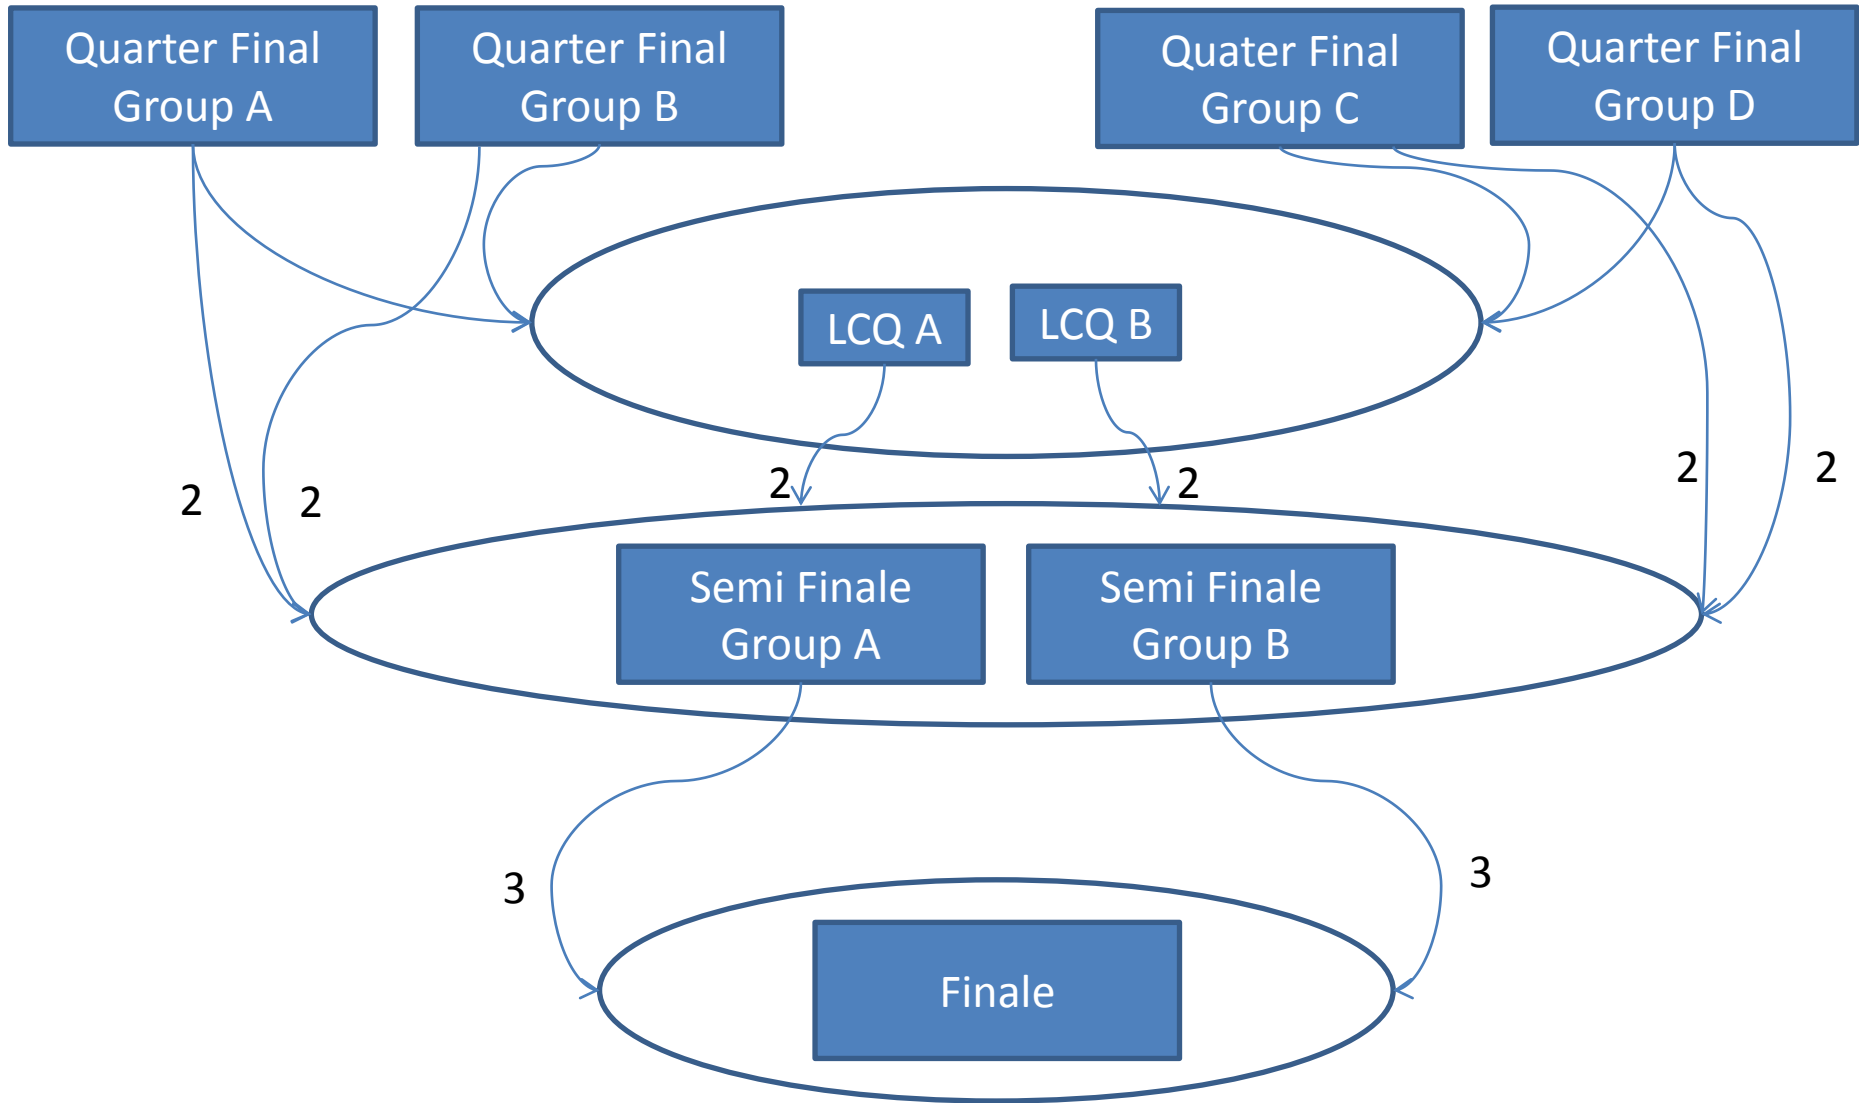 Quarter Final
Group A
Quarter Final
Group B
Quater Final
Group C
Quarter Final
Group D
LCQ A
LCQ B
2
2
2
2
2
2
Semi Finale
Group A
Semi Finale
Group B
3
3
Finale